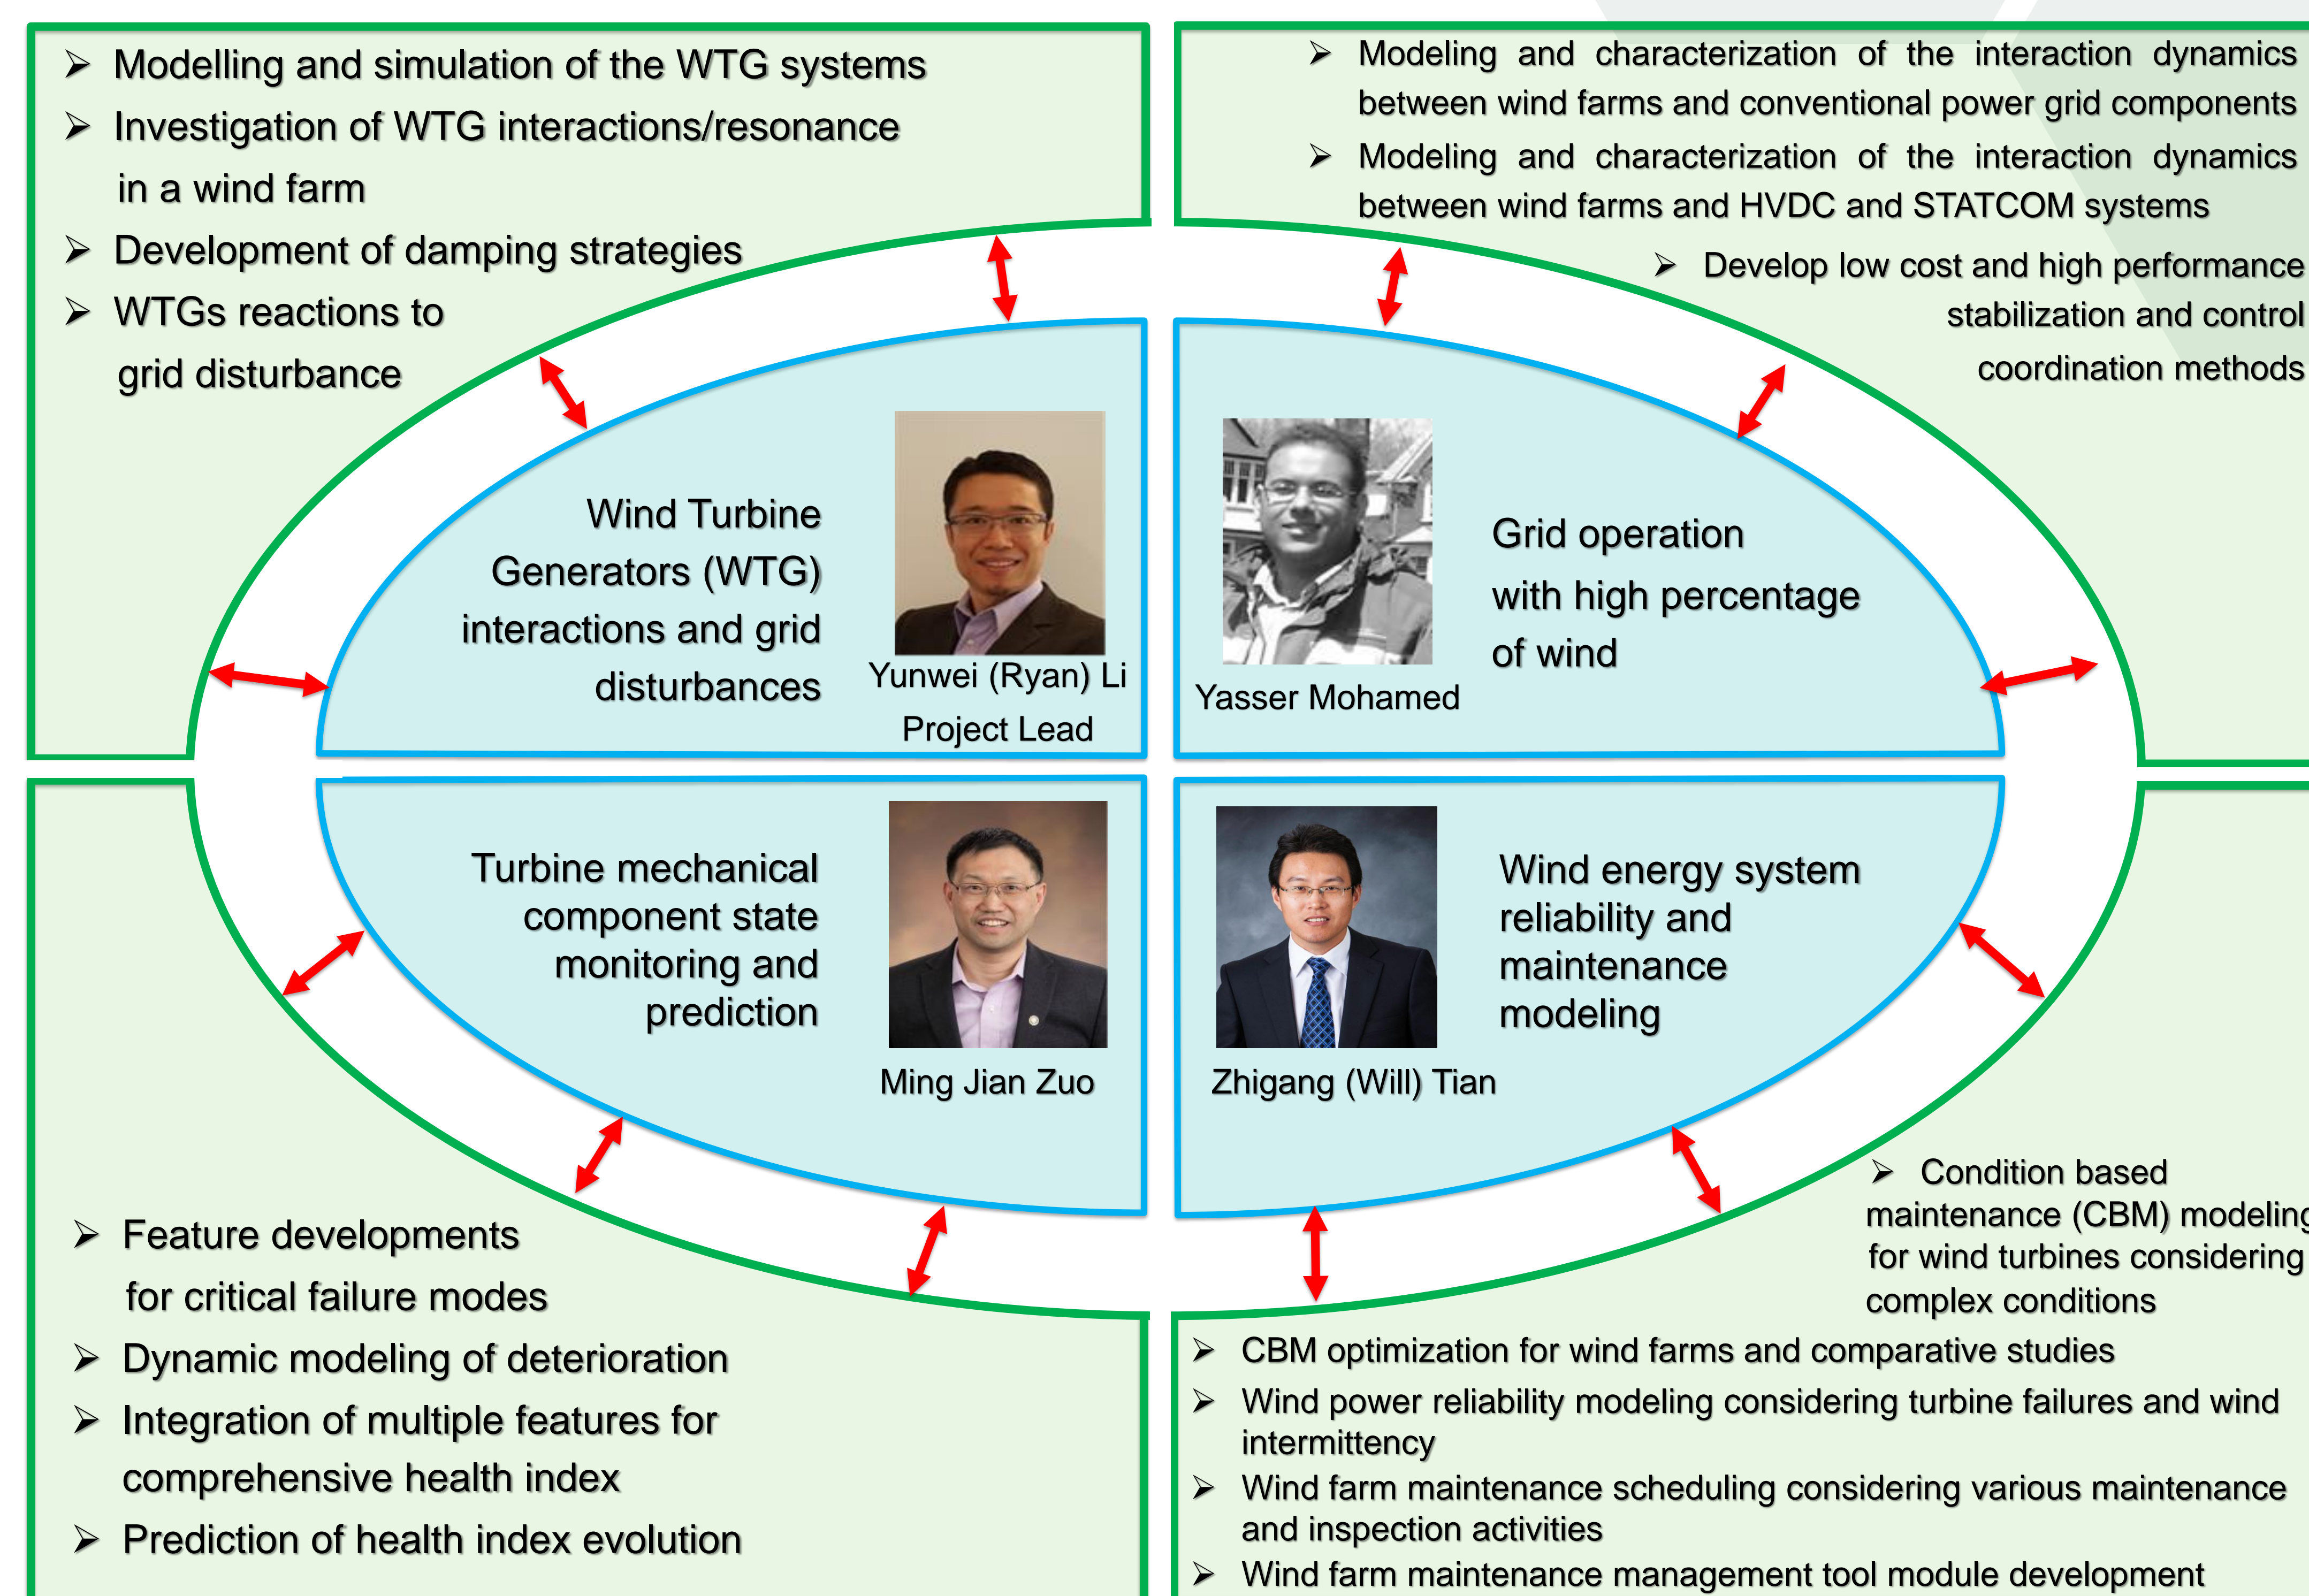 ➢ Modelling and simulation of the WTG systems
➢ Investigation of WTG interactions/resonance
in a wind farm
➢ Development of damping strategies
➢ WTGs reactions to
grid disturbance
➢ Modeling and characterization of the interaction dynamics
between wind farms and conventional power grid components
➢ Modeling and characterization of the interaction dynamics
between wind farms and HVDC and STATCOM systems
➢ Develop low cost and high performance
stabilization and control
coordination methods
Wind Turbine
Generators (WTG)
interactions and grid
disturbances
Yunwei (Ryan) Li
Project Lead
Yasser Mohamed
Grid operation
with high percentage
of wind
Turbine mechanical
component state
monitoring and
prediction
Ming Jian Zuo
Zhigang (Will) Tian
Wind energy system
reliability and
maintenance
modeling
➢ Feature developments
for critical failure modes
➢ Dynamic modeling of deterioration
➢ Integration of multiple features for
comprehensive health index
➢ Prediction of health index evolution
➢ Condition based
maintenance (CBM) modeling
for wind turbines considering
complex conditions
➢ CBM optimization for wind farms and comparative studies
➢ Wind power reliability modeling considering turbine failures and wind
intermittency
➢ Wind farm maintenance scheduling considering various maintenance
and inspection activities
➢ Wind farm maintenance management tool module development